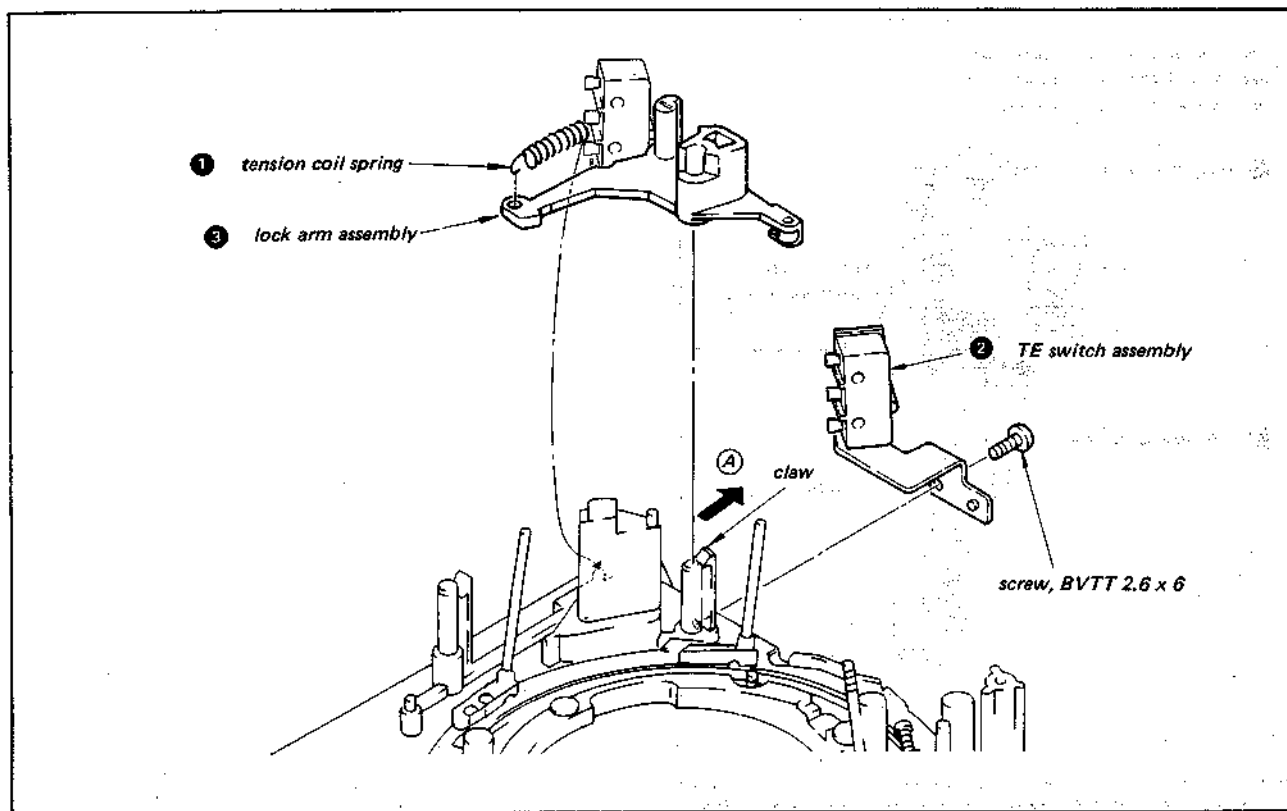 1 tension coil spring
3 lock arm assembly
2 TE switch assembly
A claw
screw, BVTT 2.6 x 6